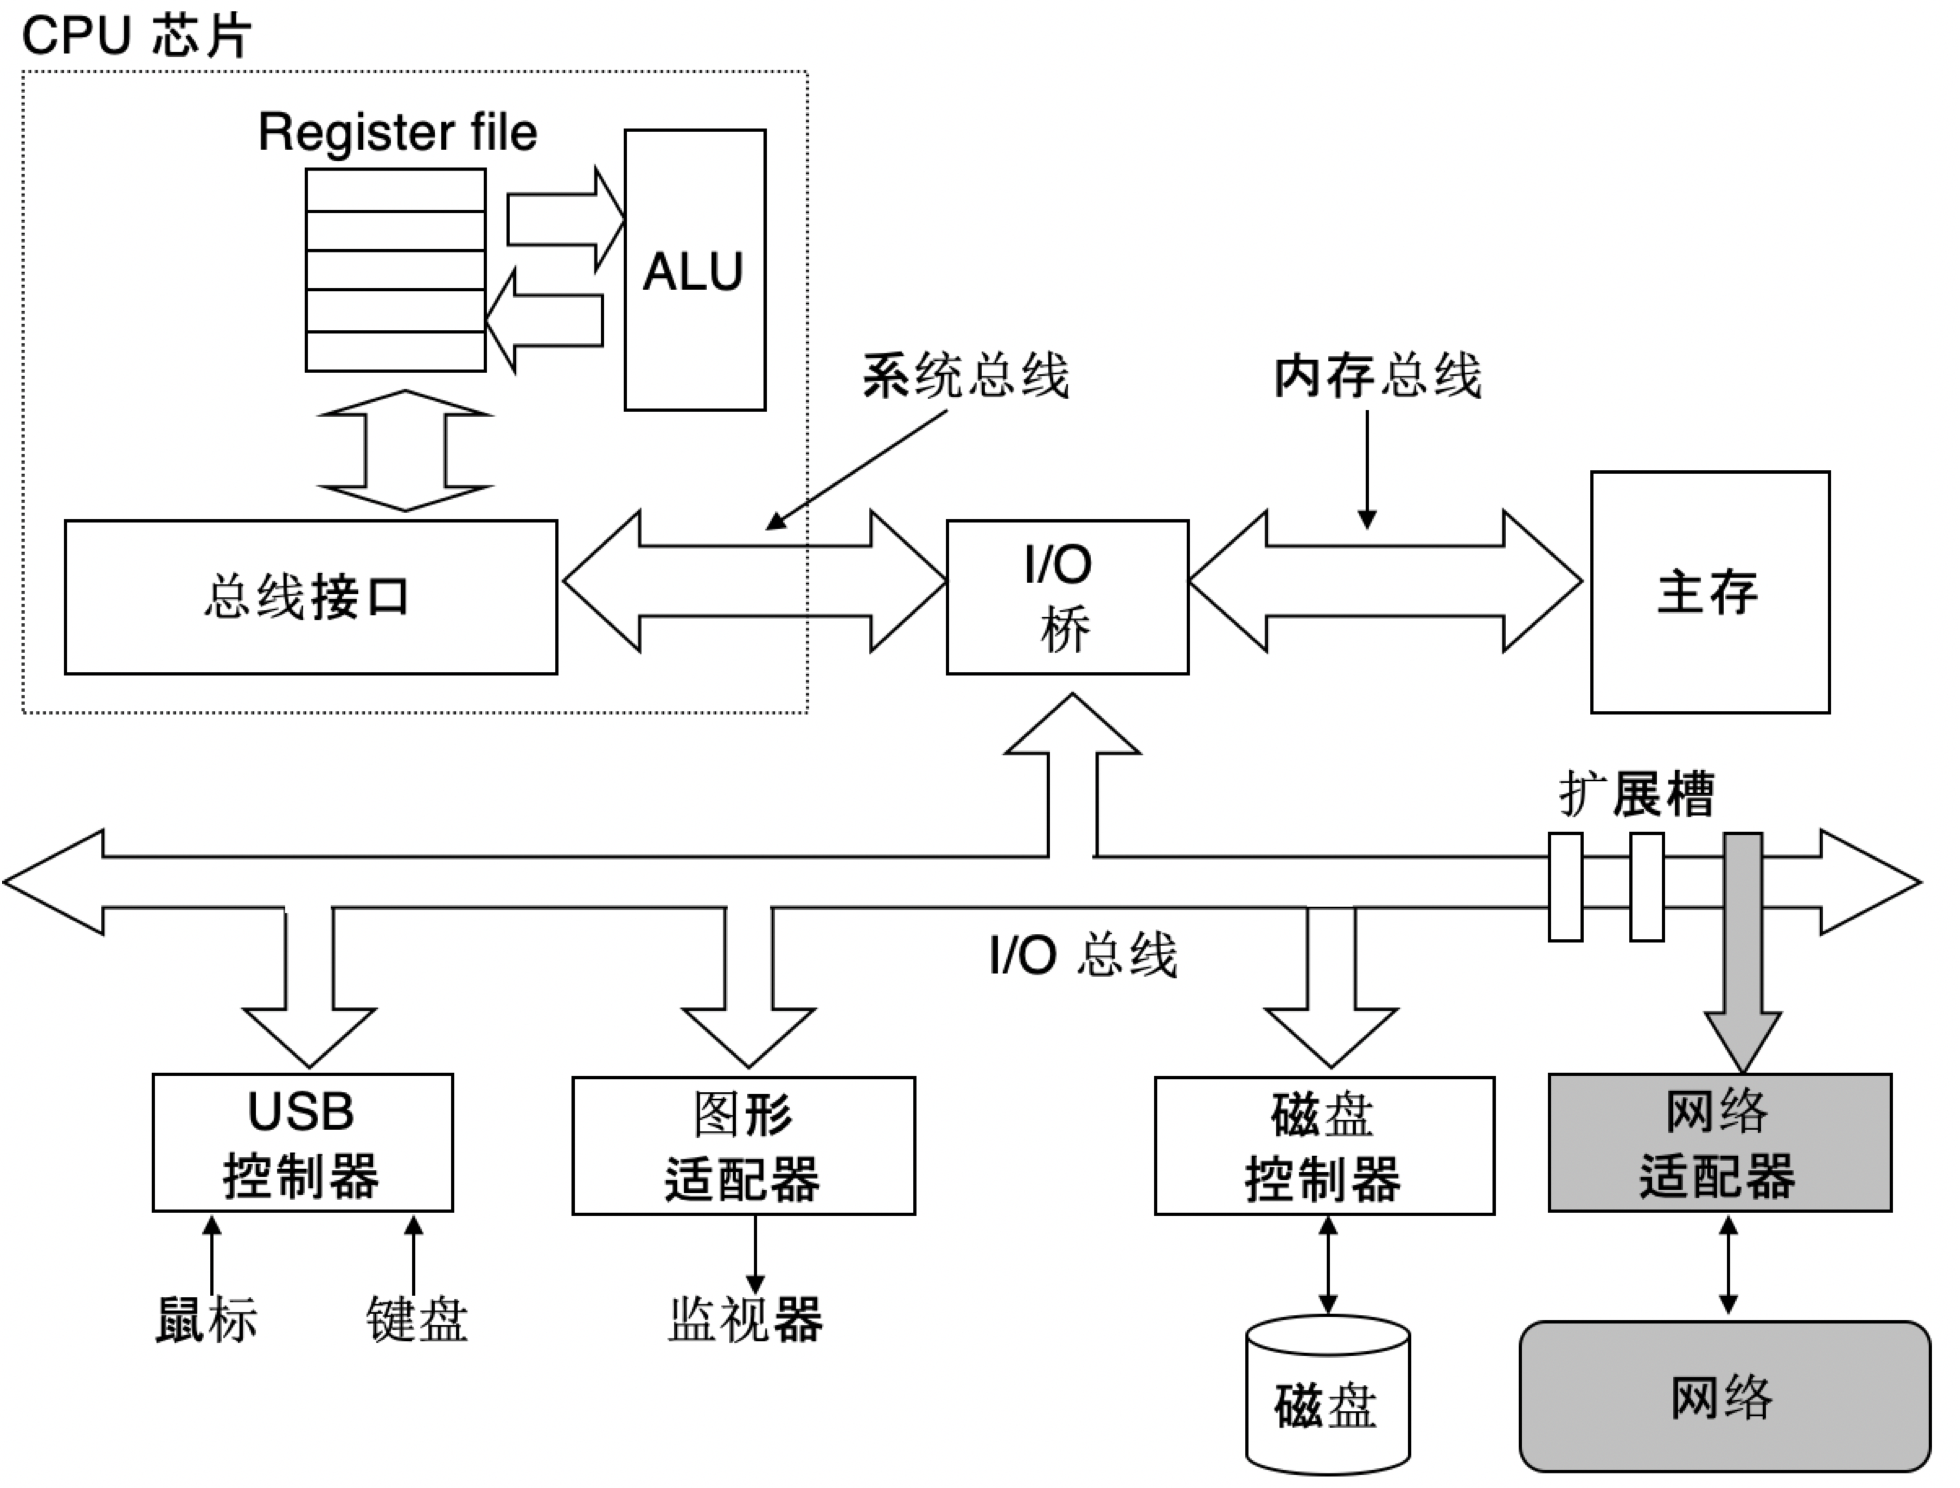 CPU 芯片
Register file
ALU
系统总线
内存总线
总线接口
I/O
桥
主存
扩展槽
I/O 总线
USB
控制器
图形
适配器
磁盘
控制器
网络
适配器
鼠标
键盘
监视器
磁盘
网络